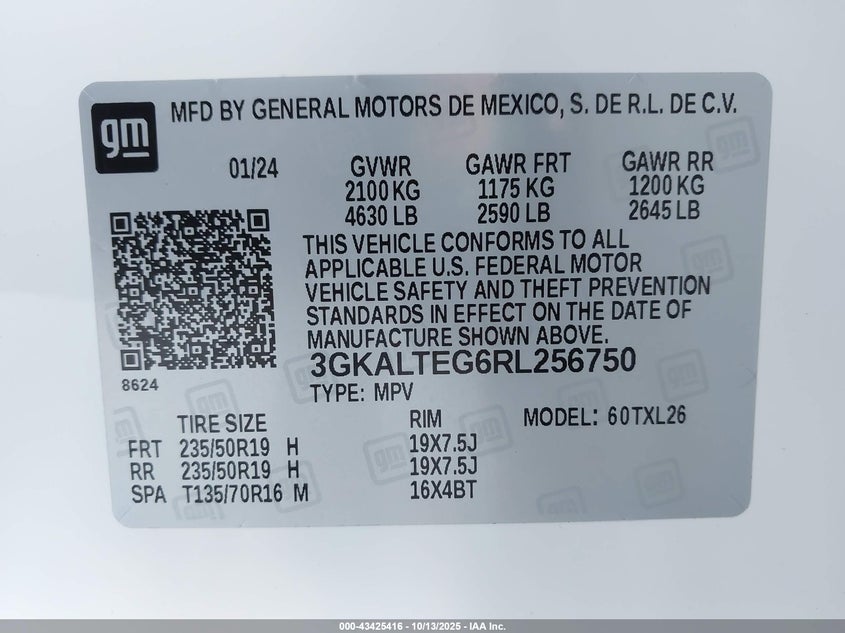 gm
MFD BY GENERAL MOTORS DE MEXICO, S. DE R.L. DE C.V.
01/24 GVWR GAWR FRT GAWR RR
2100 KG 1175 KG 1200 KG
4630 LB 2590 LB 2645 LB
THIS VEHICLE CONFORMS TO ALL
APPLICABLE U.S. FEDERAL MOTOR
VEHICLE SAFETY AND THEFT PREVENTION
STANDARDS IN EFFECT ON THE DATE OF
MANUFACTURE SHOWN ABOVE.
3GKALTEG6RL256750
8624
TYPE: MPV
TIRE SIZE RIM MODEL: 60TXL26
FRT 235/50R19 H 19X7.5J
RR 235/50R19 H 19X7.5J
SPA T135/70R16 M 16X4BT
000-43425416 - 10/13/2025 - IAA Inc.